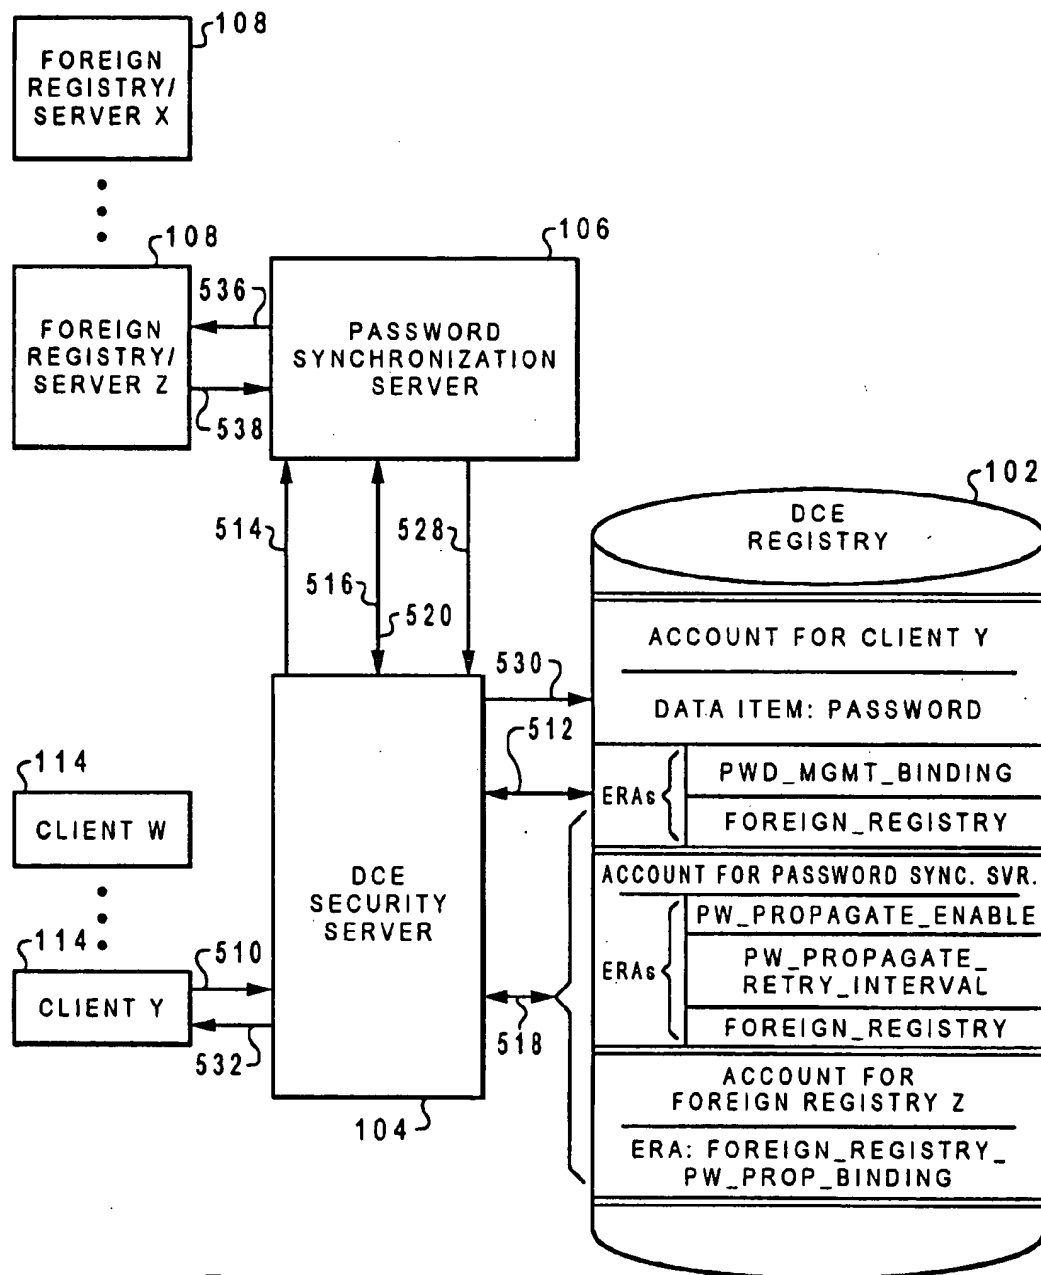 108
FOREIGN
REGISTRY/
SERVER X
108
FOREIGN
REGISTRY/
SERVER Z
536
538
106
PASSWORD
SYNCHRONIZATION
SERVER
514
516
520
528
102
DCE
REGISTRY
ACCOUNT FOR CLIENT Y
DATA ITEM: PASSWORD
530
512
ERAs
PWD_MGMT_BINDING
FOREIGN_REGISTRY
ACCOUNT FOR PASSWORD SYNC. SVR.
ERAs
PW_PROPAGATE_ENABLE
PW_PROPAGATE_
RETRY_INTERVAL
FOREIGN_REGISTRY
ACCOUNT FOR
FOREIGN REGISTRY Z
ERA: FOREIGN_REGISTRY_
PW_PROP_BINDING
114
CLIENT W
114
CLIENT Y
510
532
DCE
SECURITY
SERVER
518
104